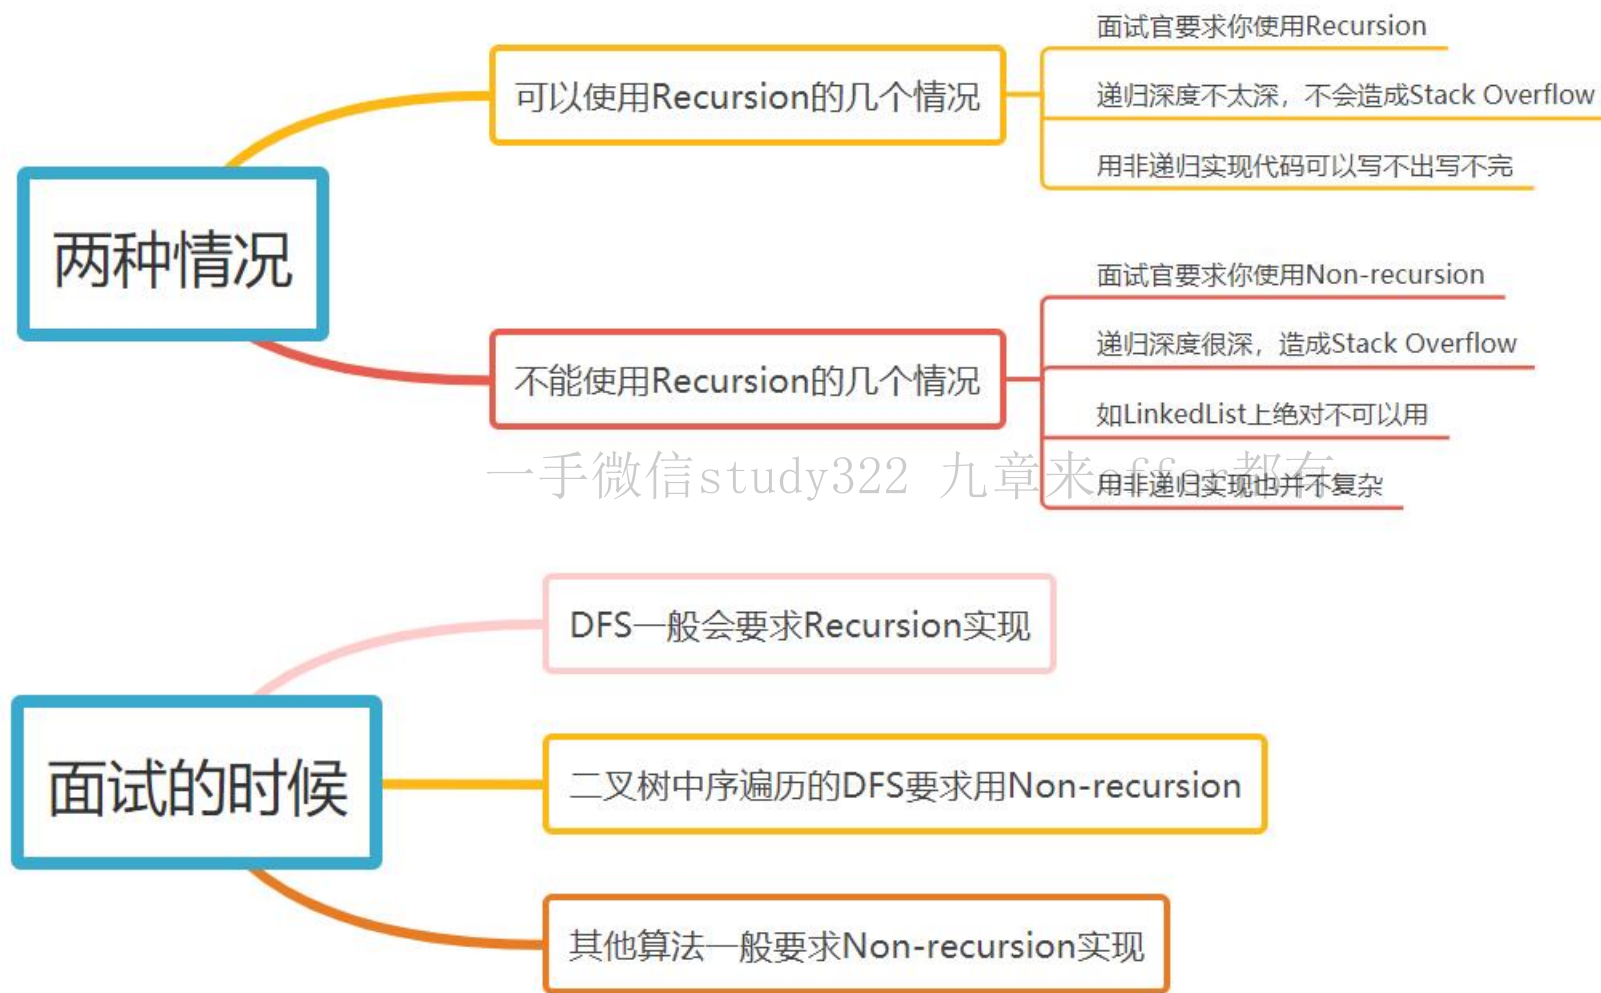 两种情况
可以使用Recursion的几个情况
面试官要求你使用Recursion
递归深度不太深，不会造成Stack Overflow
用非递归实现代码可以写不出写不完
不能使用Recursion的几个情况
面试官要求你使用Non-recursion
递归深度很深，造成Stack Overflow
如LinkedList上绝对不可以用
用非递归实现也并不复杂
一手微信study322 九章来offer都有
面试的时候
DFS一般会要求Recursion实现
二叉树中序遍历的DFS要求用Non-recursion
其他算法一般要求Non-recursion实现